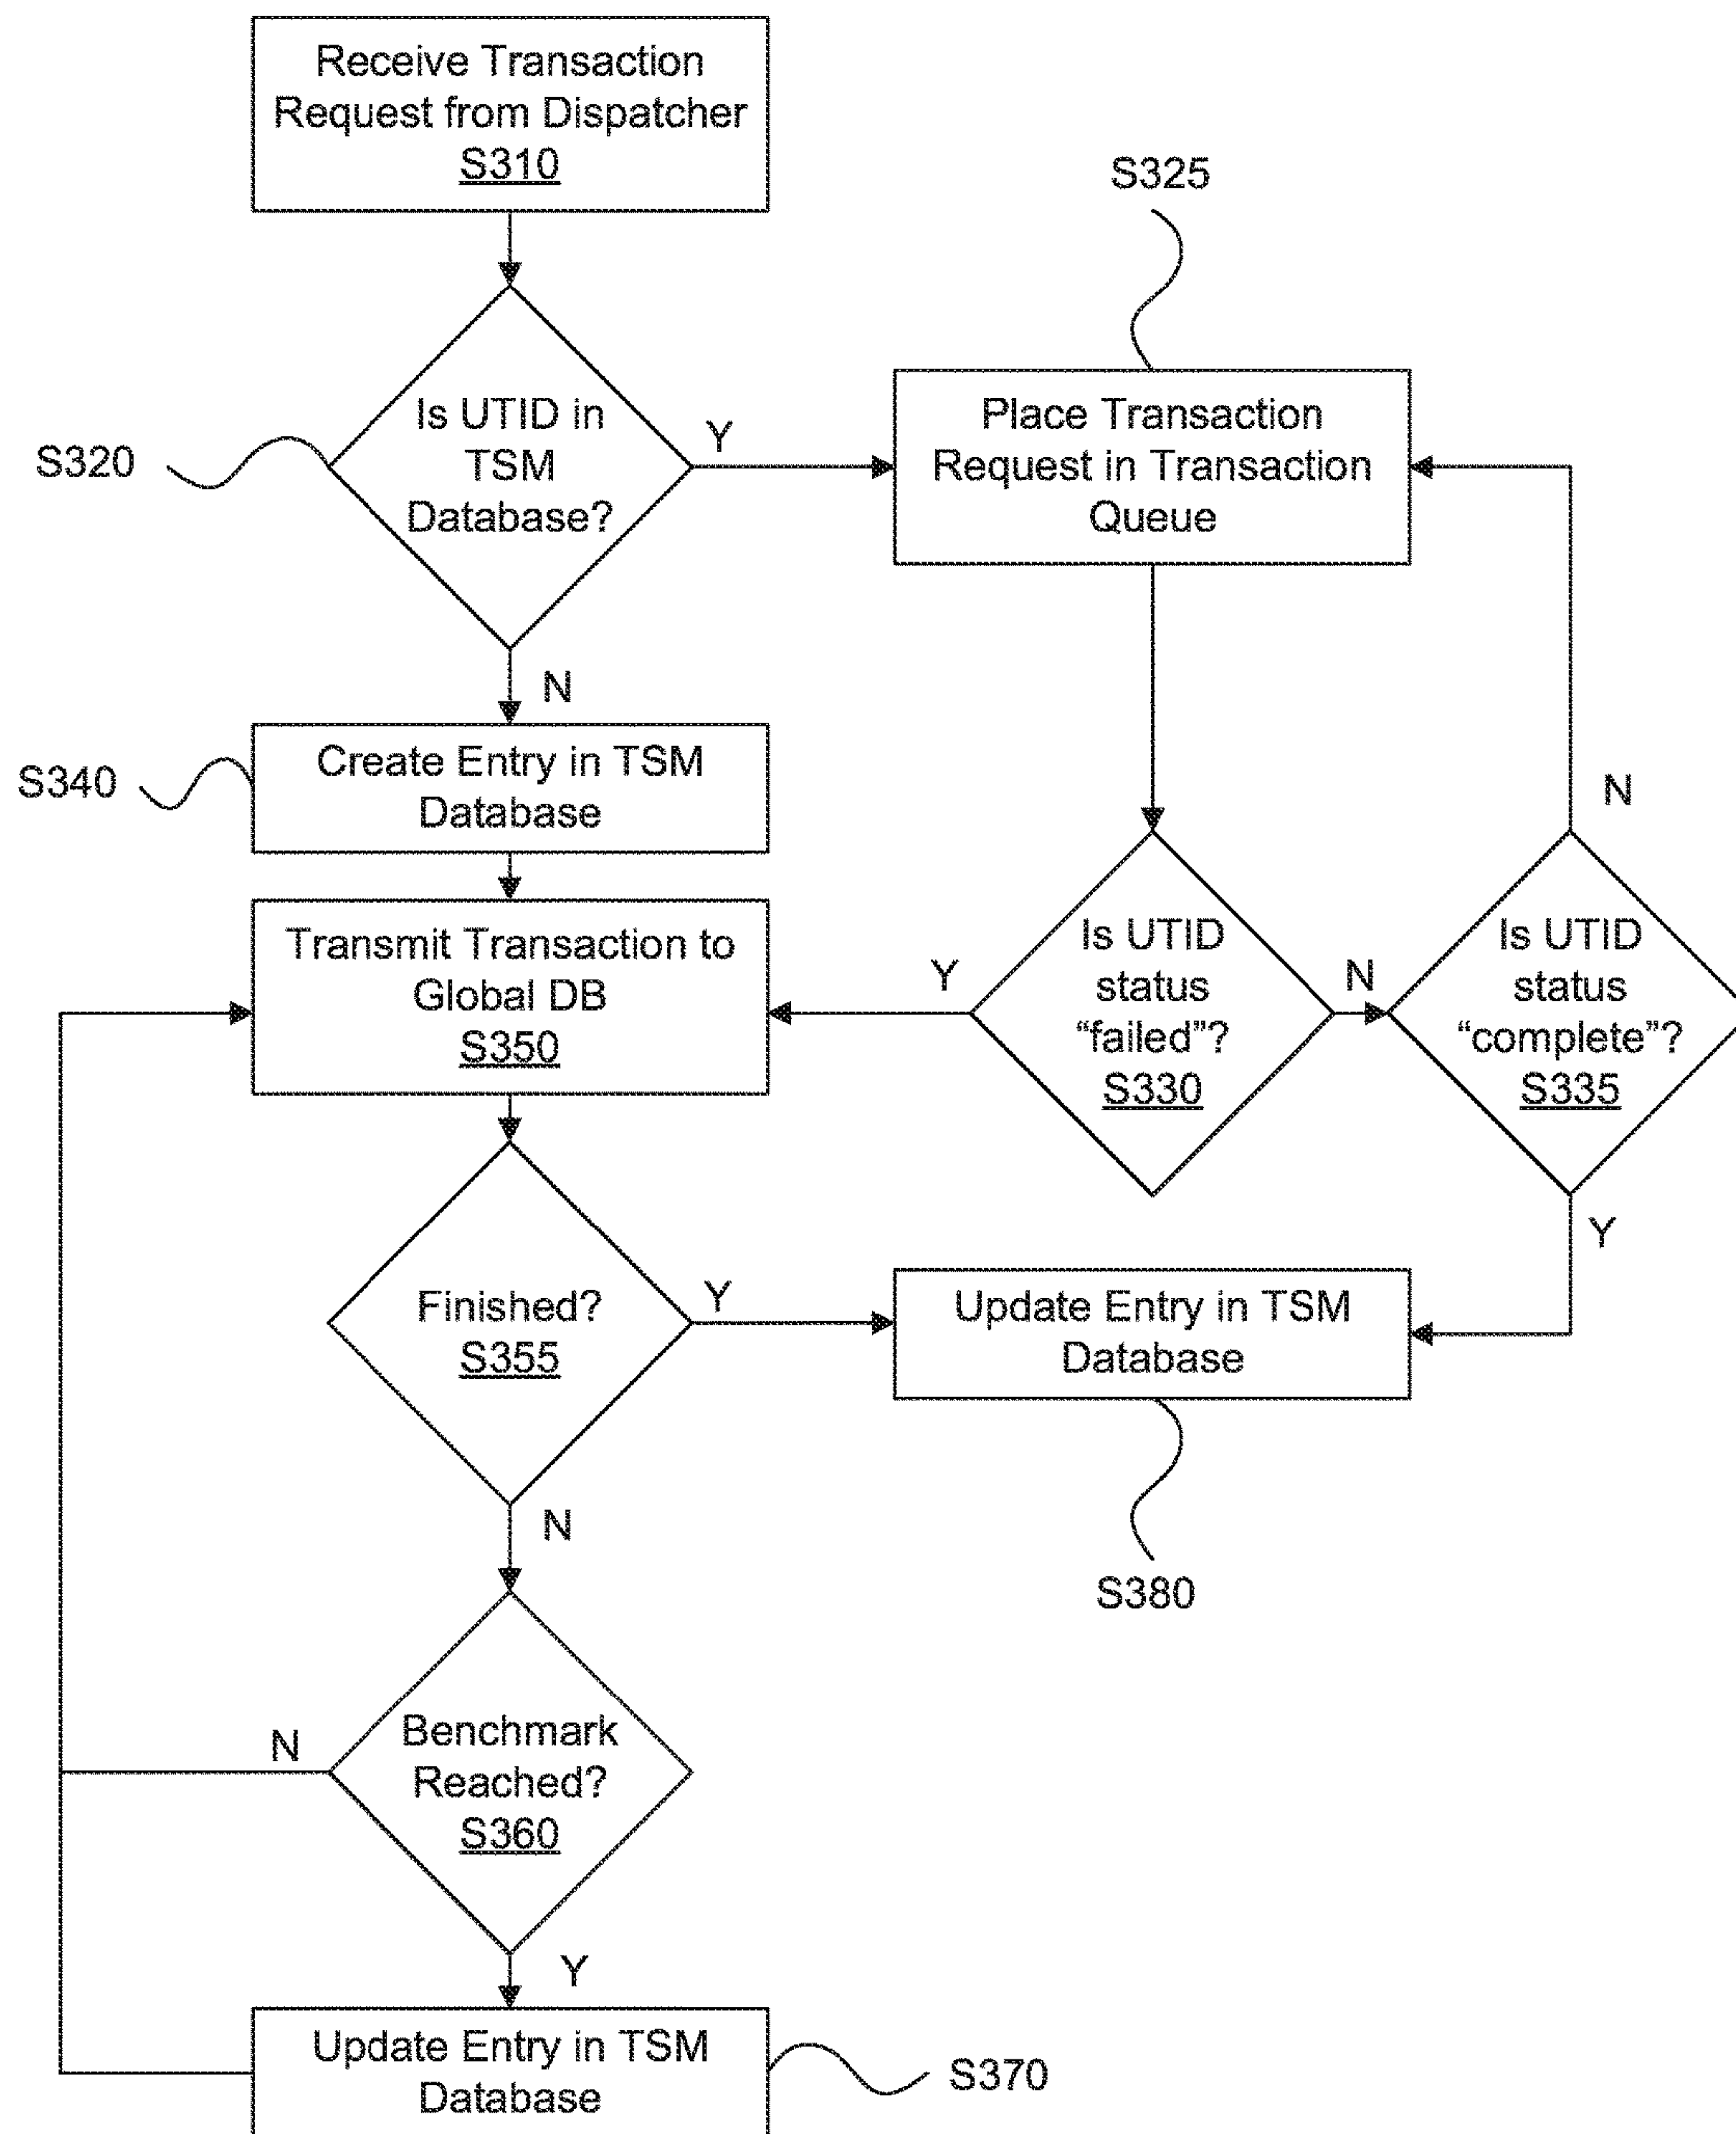 Receive Transaction
Request from Dispatcher
S310
S325
Is UTID in
TSM
Database?
S320
Y
Place Transaction
Request in Transaction
Queue
N
Create Entry in TSM
Database
S340
N
Transmit Transaction to
Global DB
S350
Y
Is UTID
status
“failed”?
S330
N
Is UTID
status
“complete”?
S335
Y
Finished?
S355
Y
Update Entry in TSM
Database
N
S380
N
Benchmark
Reached?
S360
Y
Update Entry in TSM
Database
S370